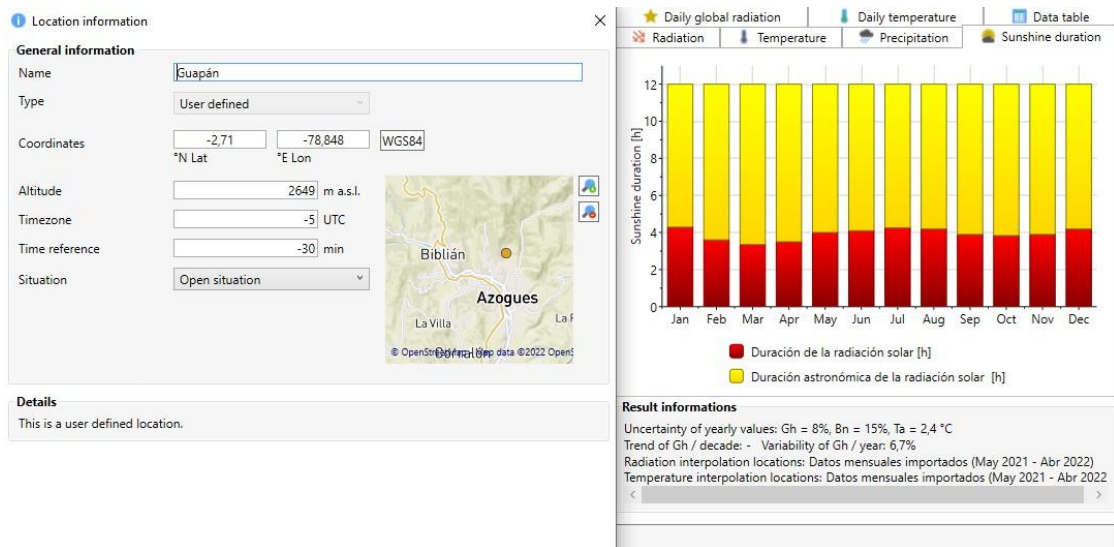 Location information
General information
Name Guapán
Type User defined
Coordinates -2,71 -78,848 WGS84
°N Lat °E Lon
Altitude 2649 m a.s.l.
Timezone -5 UTC
Time reference -30 min
Situation Open situation
Biblián
Azogues
La Villa
© OpenStreetMap | Map data ©2022 OpenS
Details
This is a user defined location.
Daily global radiation Daily temperature Data table
Radiation Temperature Precipitation Sunshine duration
Sunshine duration [h]
12
10
8
6
4
2
0
Jan Feb Mar Apr May Jun Jul Aug Sep Oct Nov Dec
Duración de la radiación solar [h]
Duración astronómica de la radiación solar [h]
Result informations
Uncertainty of yearly values: Gh = 8%, Bn = 15%, Ta = 2,4 °C
Trend of Gh / decade: - Variability of Gh / year: 6,7%
Radiation interpolation locations: Datos mensuales importados (May 2021 - Abr 2022)
Temperature interpolation locations: Datos mensuales importados (May 2021 - Abr 2022